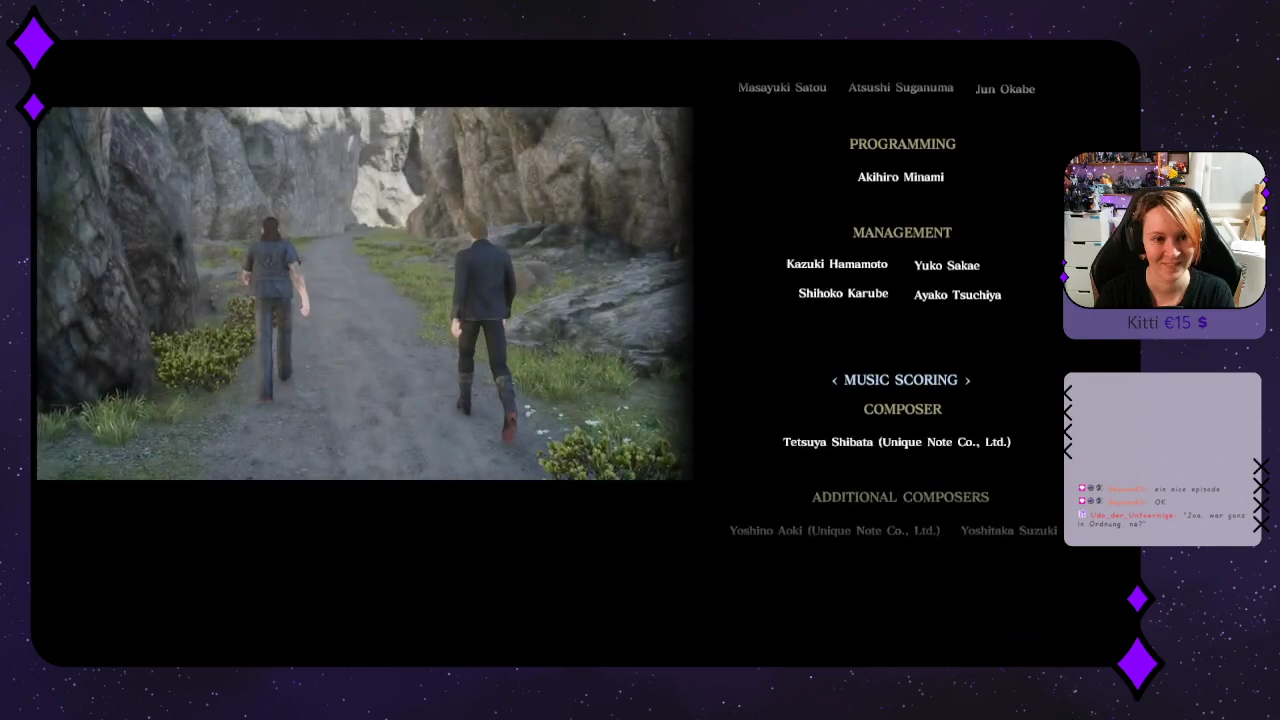 Masayuki Satou Atsushi Suganuma Jun Okabe
PROGRAMMING
Akihiro Minami
MANAGEMENT
Kazuki Hamamoto Yuko Sakae
Shihoko Karube Ayako Tsuchiya
‹ MUSIC SCORING ›
COMPOSER
Tetsuya Shibata (Unique Note Co., Ltd.)
ADDITIONAL COMPOSERS
Yoshino Aoki (Unique Note Co., Ltd.) Yoshitaka Suzuki
Kitti €15 $
ein nice episode
OK
Udo_der_Unfoermige: "Joa, war ganz
in Ordnung, ne?"